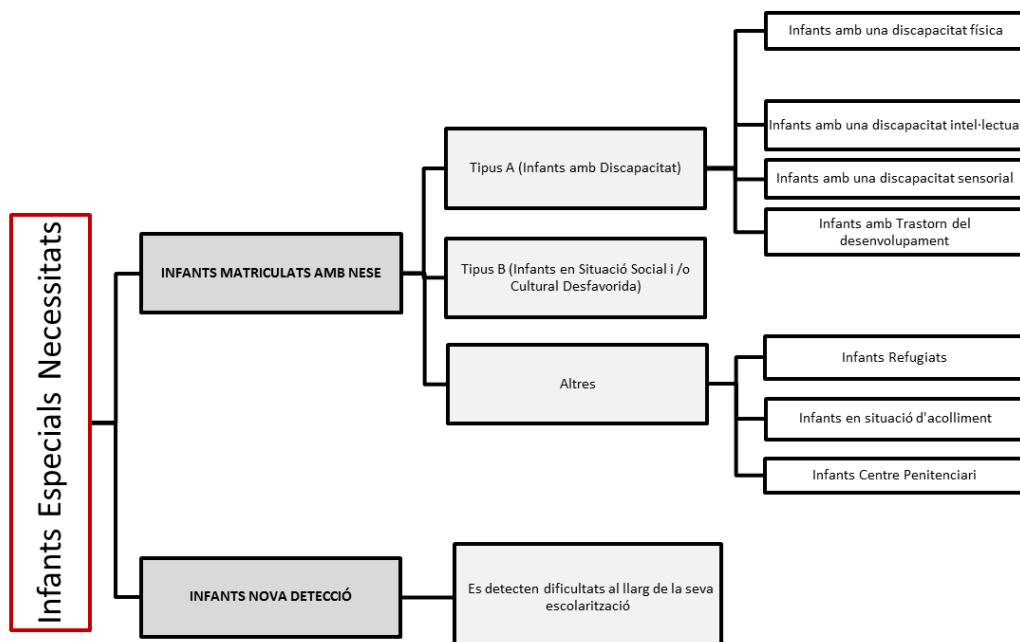 Infants Especials Necessitats
INFANTS MATRICULATS AMB NESE
Tipus A (Infants amb Discapacitat)
Infants amb una discapacitat física
Infants amb una discapacitat intel·lectua
Infants amb una discapacitat sensorial
Infants amb Trastorn del
desenvolupament
Tipus B (Infants en Situació Social i /o
Cultural Desfavorida)
Altres
Infants Refugiats
Infants en situació d'acolliment
Infants Centre Penitenciari
INFANTS NOVA DETECCIÓ
Es detecten dificultats al llarg de la seva
escolarització